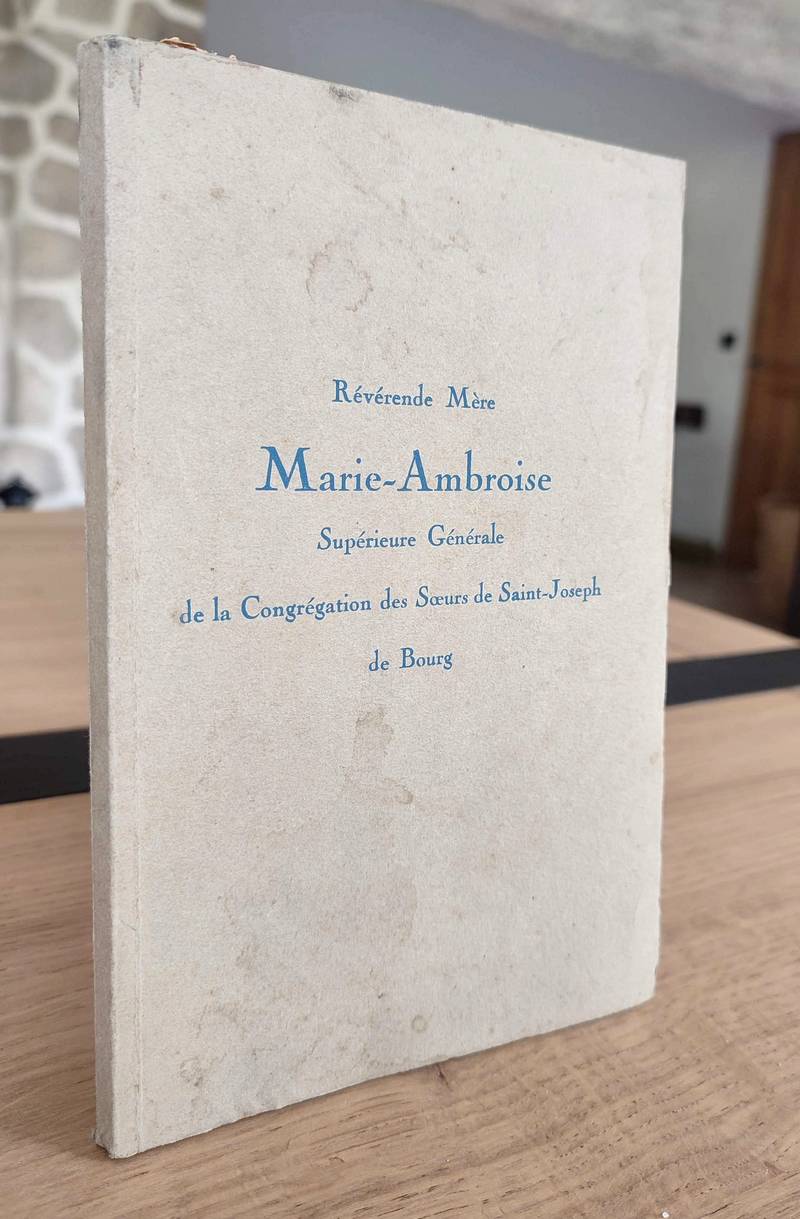 Révérende Mère
Marie-Ambroise
Supérieure Générale
de la Congrégation des Sœurs de Saint-Joseph
de Bourg